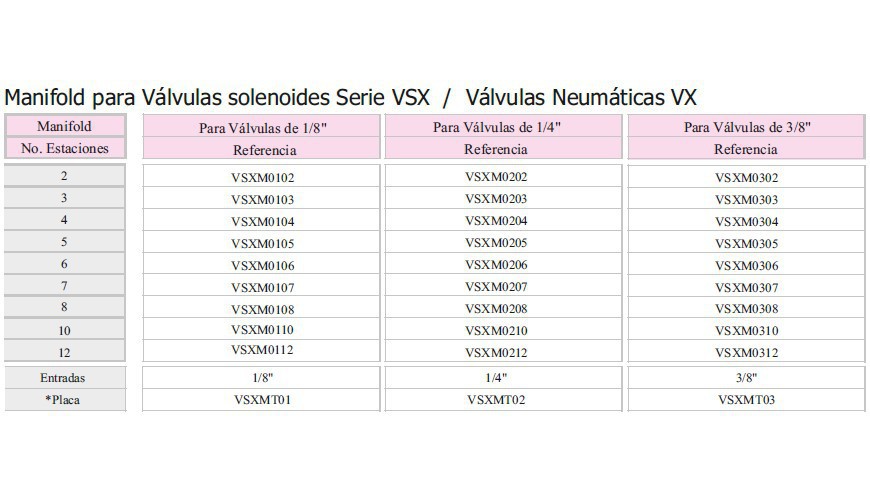 Manifold para Válvulas solenoides Serie VSX / Válvulas Neumáticas VX
Manifold Para Válvulas de 1/8" Para Válvulas de 1/4" Para Válvulas de 3/8"
No. Estaciones Referencia Referencia Referencia
2 VSXM0102 VSXM0202 VSXM0302
3 VSXM0103 VSXM0203 VSXM0303
4 VSXM0104 VSXM0204 VSXM0304
5 VSXM0105 VSXM0205 VSXM0305
6 VSXM0106 VSXM0206 VSXM0306
7 VSXM0107 VSXM0207 VSXM0307
8 VSXM0108 VSXM0208 VSXM0308
10 VSXM0110 VSXM0210 VSXM0310
12 VSXM0112 VSXM0212 VSXM0312
Entradas 1/8" 1/4" 3/8"
*Placa VSXMT01 VSXMT02 VSXMT03